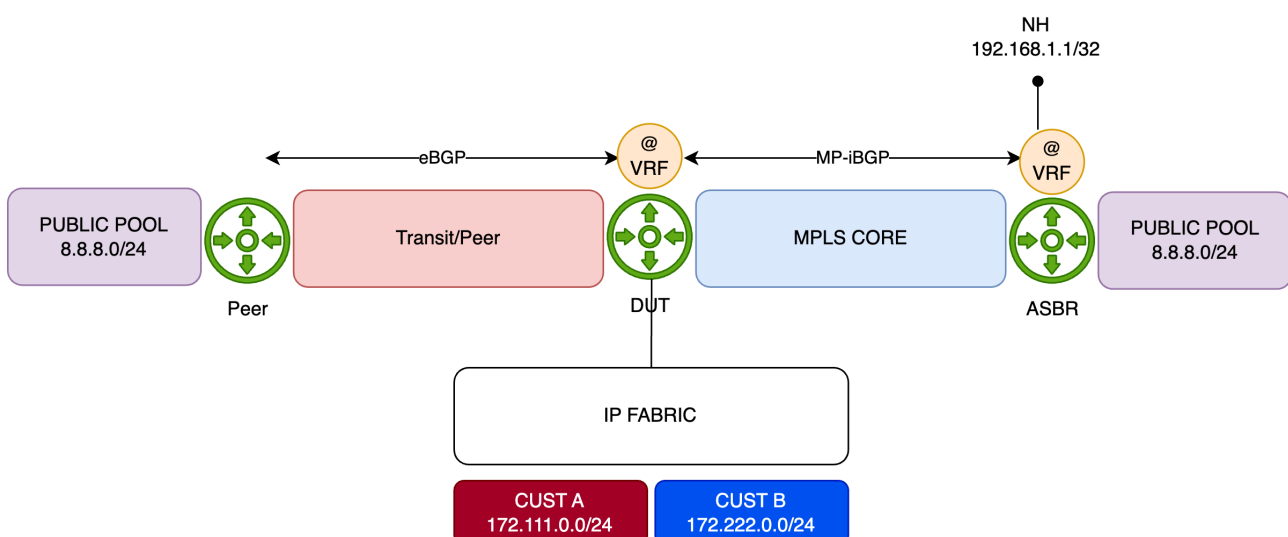 NH
192.168.1.1/32
@
VRF
@
VRF
eBGP
MP-iBGP
PUBLIC POOL
8.8.8.0/24
Transit/Peer
MPLS CORE
PUBLIC POOL
8.8.8.0/24
Peer
DUT
ASBR
IP FABRIC
CUST A
172.111.0.0/24
CUST B
172.222.0.0/24